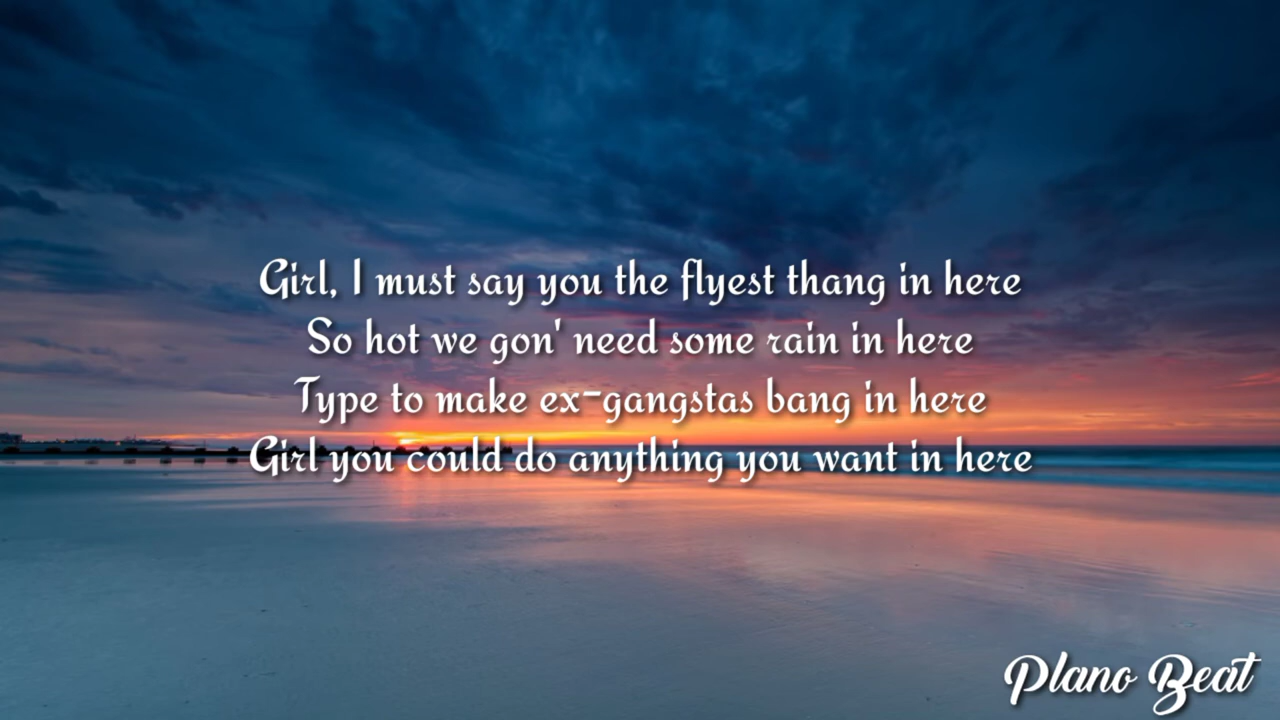 Girl, I must say you the flyest thang in here
So hot we gon' need some rain in here
Type to make ex-gangstas bang in here
Girl you could do anything you want in here
Plano Beat